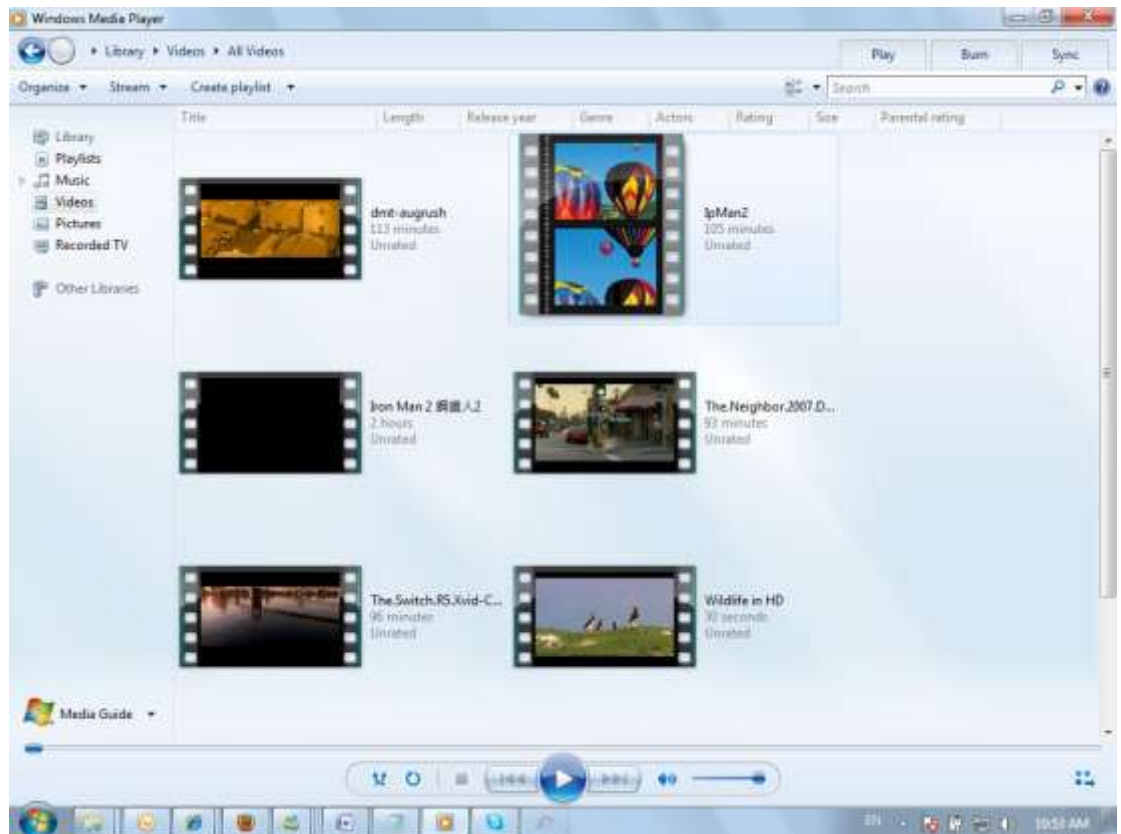 Windows Media Player
Library Videos All Videos
Play Burn Sync
Organize Stream Create playlist Search
Title Length Release year Genre Actors Rating Size Parental rating
Library
Playlists
Music
Videos
Pictures
Recorded TV
Other Libraries
dmt-augrush
113 minutes
Unrated
IpMan2
105 minutes
Unrated
Iron Man 2 鋼鐵人2
2 hours
Unrated
The.Neighbor.2007.D...
93 minutes
Unrated
The.Switch.R5.Xvid-C...
96 minutes
Unrated
Wildlife in HD
30 seconds
Unrated
Media Guide
EN
10:53 AM